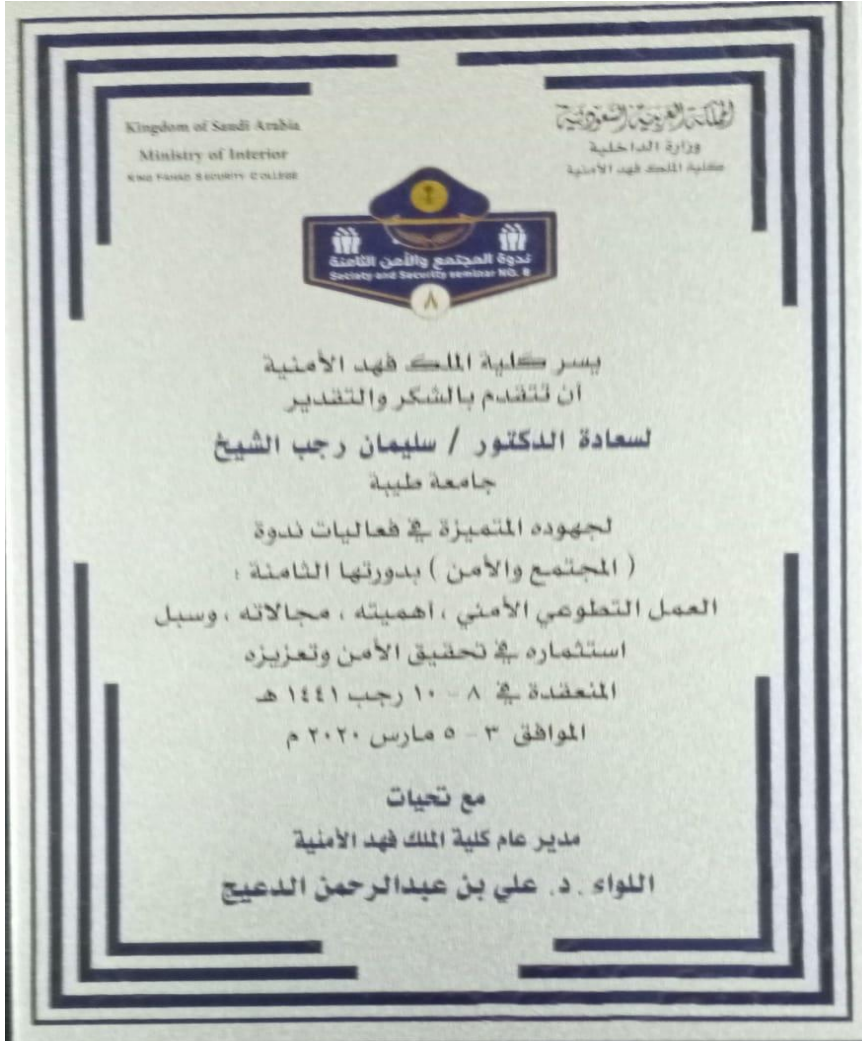 Kingdom of Saudi Arabia
Ministry of Interior
KING FAHAD SECURITY COLLEGE
المملكة العربية السعودية
وزارة الداخلية
كلية الملك فهد الأمنية
ندوة المجتمع والأمن الثامنة
Society and Security seminar NO. 8
٨
يسر كلية الملك فهد الأمنية
أن تتقدم بالشكر والتقدير
لسعادة الدكتور / سليمان رجب الشيخ
جامعة طيبة
لجهوده المتميزة في فعاليات ندوة
( المجتمع والأمن ) بدورتها الثامنة :
العمل التطوعي الأمني ، أهميته ، مجالاته ، وسبل
استثماره في تحقيق الأمن وتعزيزه
المنعقدة في ٨ - ١٠ رجب ١٤٤١ هـ
الموافق ٣ - ٥ مارس ٢٠٢٠ م
مع تحيات
مدير عام كلية الملك فهد الأمنية
اللواء . د. علي بن عبدالرحمن الدعيج